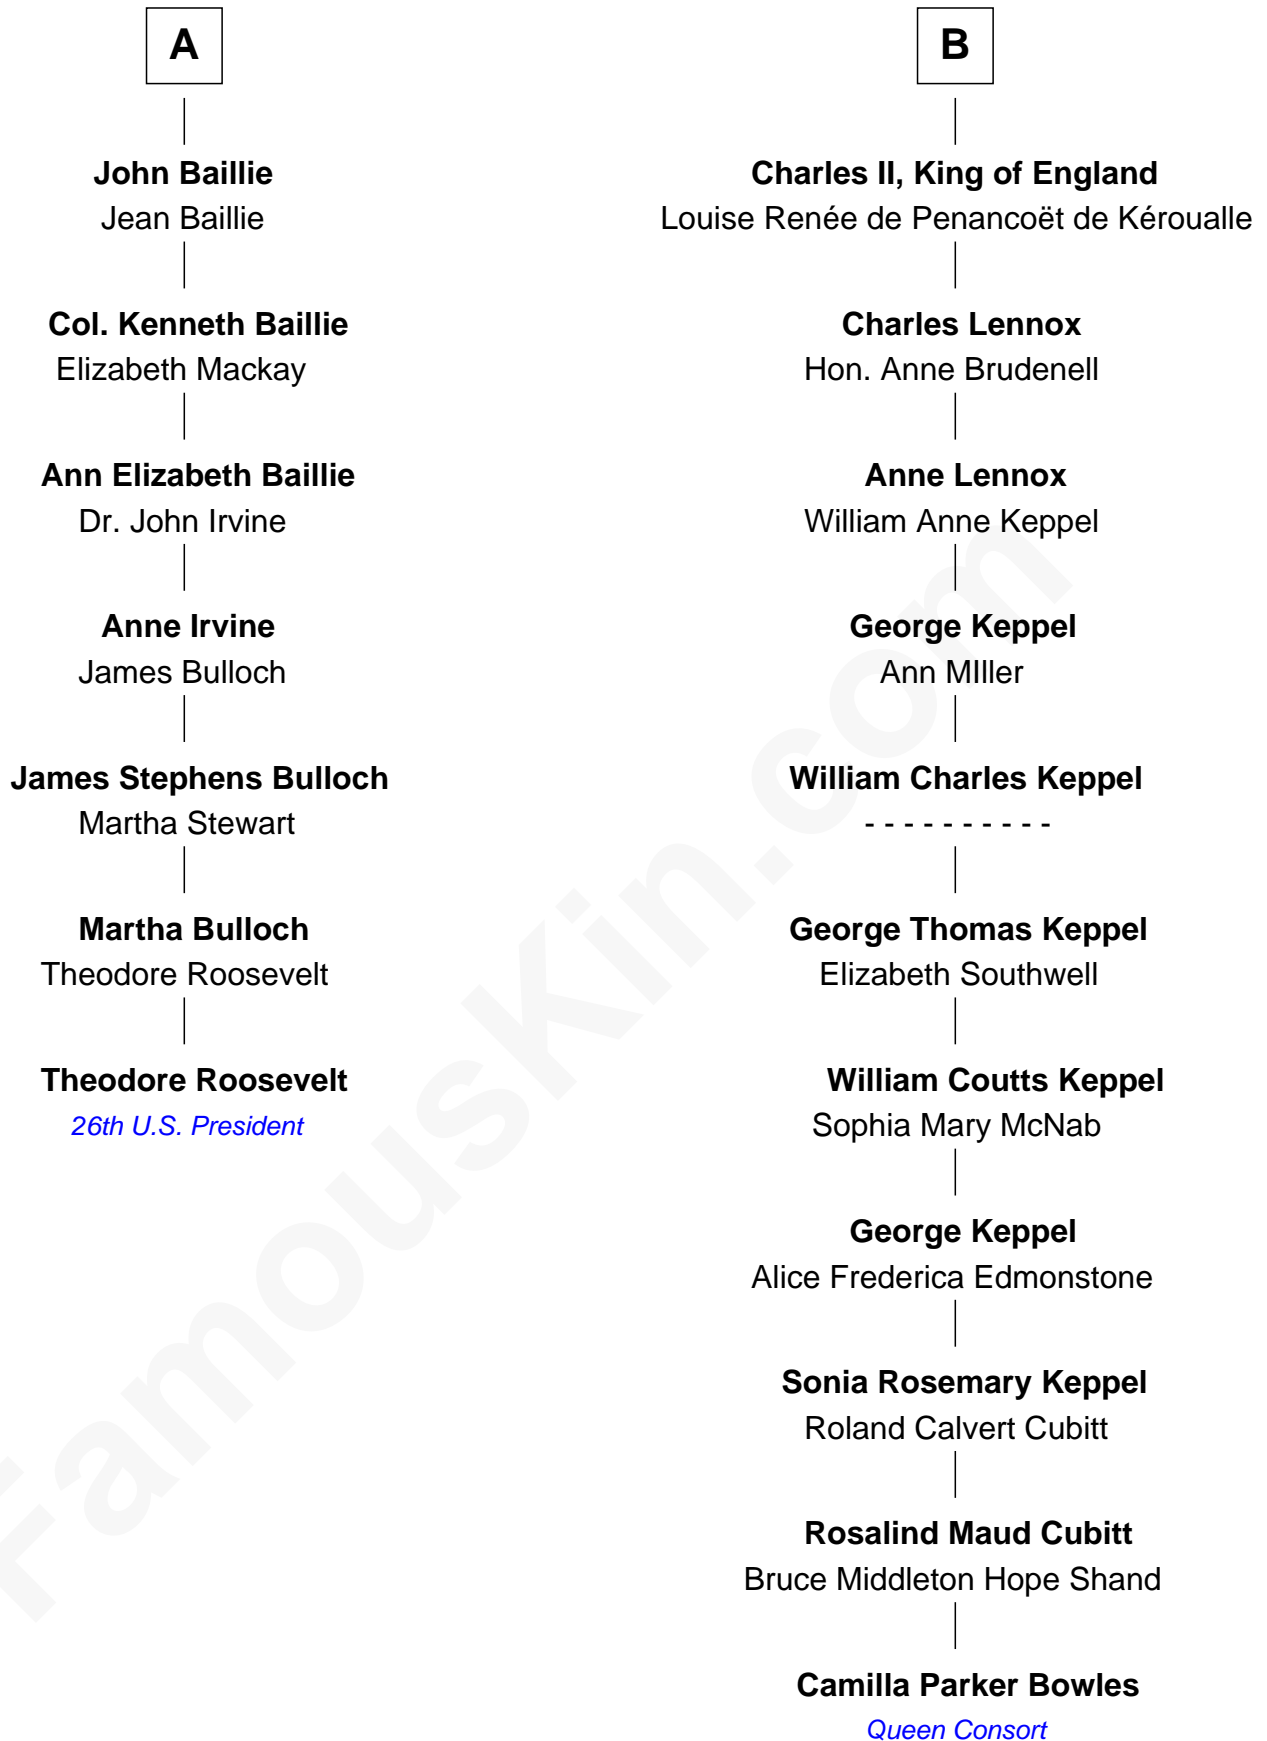 A
John Baillie
Jean Baillie
Col. Kenneth Baillie
Elizabeth Mackay
Ann Elizabeth Baillie
Dr. John Irvine
Anne Irvine
James Bulloch
James Stephens Bulloch
Martha Stewart
Martha Bulloch
Theodore Roosevelt
Theodore Roosevelt
26th U.S. President
B
Charles II, King of England
Louise Renée de Penancoët de Kéroualle
Charles Lennox
Hon. Anne Brudenell
Anne Lennox
William Anne Keppel
George Keppel
Ann MIller
William Charles Keppel
- - - - - - - - - -
George Thomas Keppel
Elizabeth Southwell
William Coutts Keppel
Sophia Mary McNab
George Keppel
Alice Frederica Edmonstone
Sonia Rosemary Keppel
Roland Calvert Cubitt
Rosalind Maud Cubitt
Bruce Middleton Hope Shand
Camilla Parker Bowles
Queen Consort
FamousKin.com